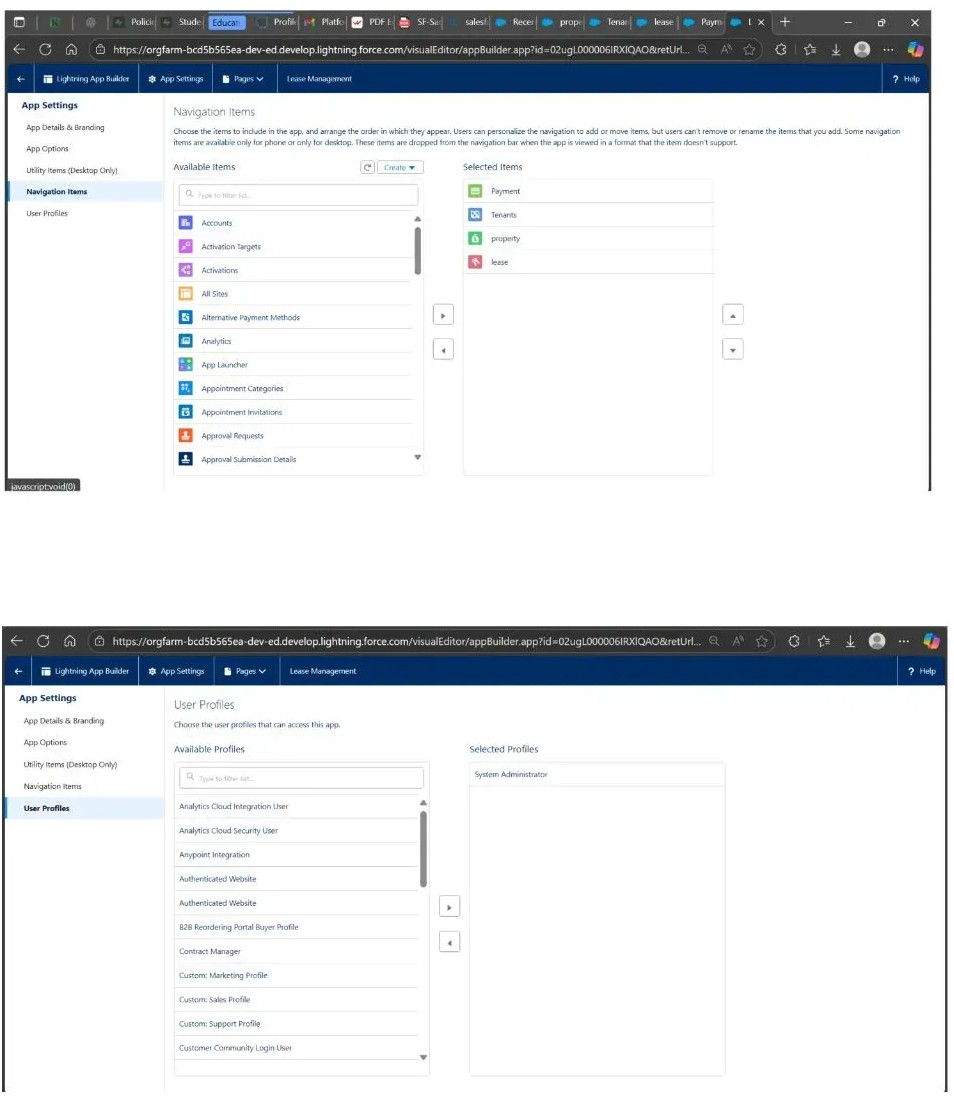 Policie Studer Educati Profile Platfor PDF E SF-Sal salesf Recen prope Tenan lease Paym L
https://orgfarm-bcd5b565ea-dev-ed.develop.lightning.force.com/visualEditor/appBuilder.app?id=02ugL000006IRXlQAO&retUrl...
Lightning App Builder App Settings Pages Lease Management ? Help
App Settings
App Details & Branding
App Options
Utility Items (Desktop Only)
Navigation Items
User Profiles
Navigation Items
Choose the items to include in the app, and arrange the order in which they appear. Users can personalize the navigation to add or move items, but users can't remove or rename the items that you add. Some navigation
items are available only for phone or only for desktop. These items are dropped from the navigation bar when the app is viewed in a format that the item doesn't support.
Available Items Create
Type to filter list...
Accounts
Activation Targets
Activations
All Sites
Alternative Payment Methods
Analytics
App Launcher
Appointment Categories
Appointment Invitations
Approval Requests
Approval Submission Details
Selected Items
Payment
Tenants
property
lease
javascript:void(0)
https://orgfarm-bcd5b565ea-dev-ed.develop.lightning.force.com/visualEditor/appBuilder.app?id=02ugL000006IRXlQAO&retUrl...
Lightning App Builder App Settings Pages Lease Management ? Help
App Settings
App Details & Branding
App Options
Utility Items (Desktop Only)
Navigation Items
User Profiles
User Profiles
Choose the user profiles that can access this app.
Available Profiles
Type to filter list...
Analytics Cloud Integration User
Analytics Cloud Security User
Anypoint Integration
Authenticated Website
Authenticated Website
B2B Reordering Portal Buyer Profile
Contract Manager
Custom: Marketing Profile
Custom: Sales Profile
Custom: Support Profile
Customer Community Login User
Selected Profiles
System Administrator